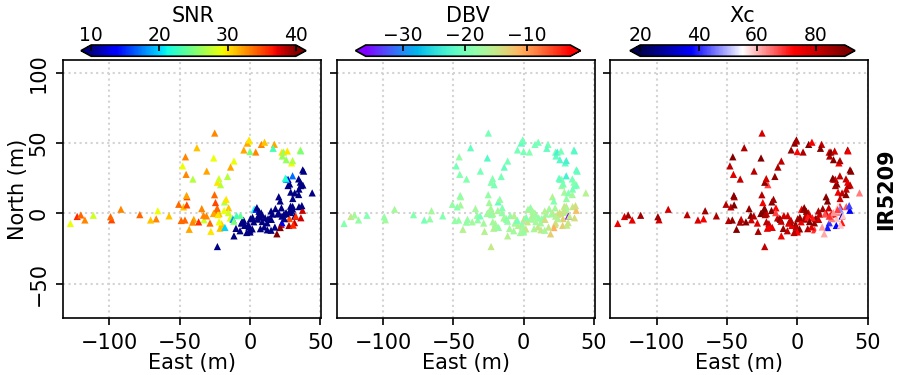 SNR DBV Xc
10 20 30 40 −30 −20 −10 20 40 60 80
100
50
0
−50
North (m)
IR5209
−100 −50 0 50 −100 −50 0 50 −100 −50 0 50
East (m) East (m) East (m)